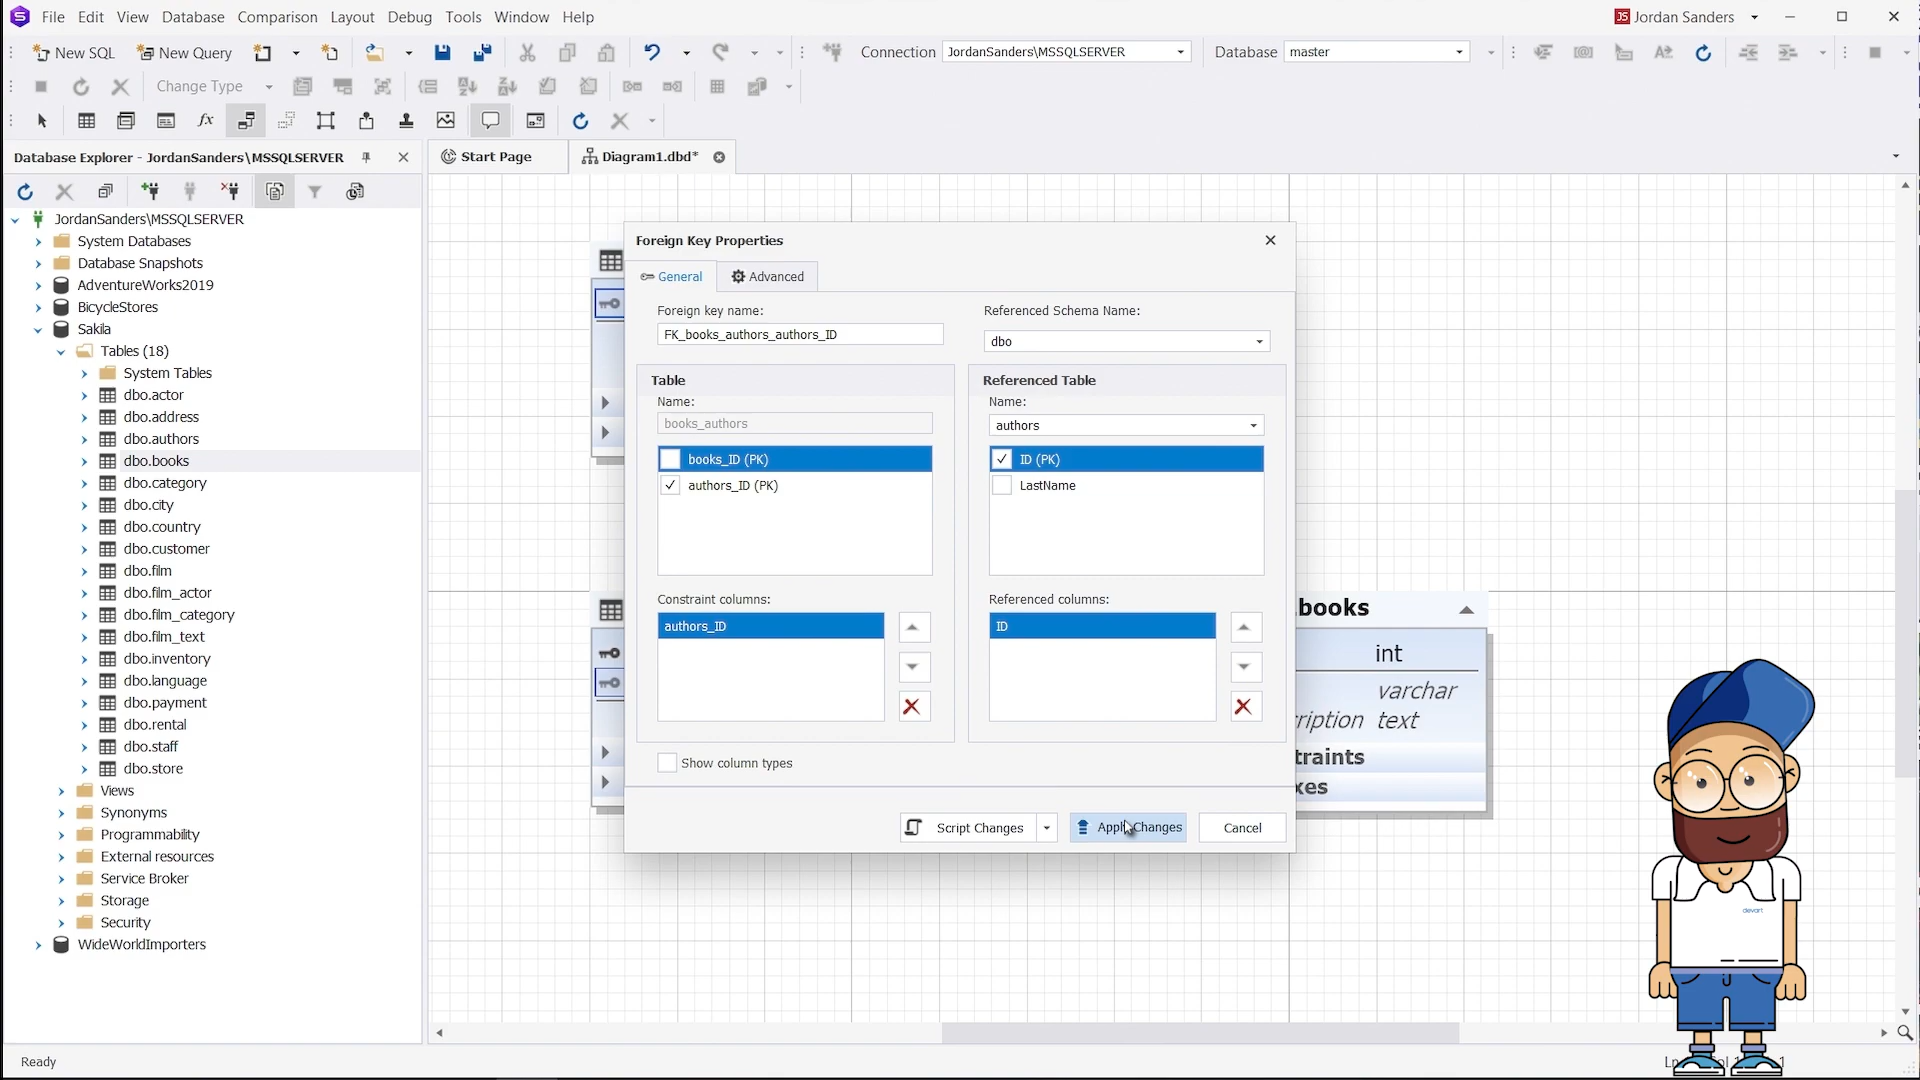 File Edit View Database Comparison Layout Debug Tools Window Help
JS Jordan Sanders
New SQL New Query Connection JordanSanders\MSSQLSERVER Database master
Change Type
Database Explorer - JordanSanders\MSSQLSERVER
Start Page Diagram1.dbd*
JordanSanders\MSSQLSERVER
System Databases
Database Snapshots
AdventureWorks2019
BicycleStores
Sakila
Tables (18)
System Tables
dbo.actor
dbo.address
dbo.authors
dbo.books
dbo.category
dbo.city
dbo.country
dbo.customer
dbo.film
dbo.film_actor
dbo.film_category
dbo.film_text
dbo.inventory
dbo.language
dbo.payment
dbo.rental
dbo.staff
dbo.store
Views
Synonyms
Programmability
External resources
Service Broker
Storage
Security
WideWorldImporters
Foreign Key Properties
General Advanced
Foreign key name: Referenced Schema Name:
FK_books_authors_authors_ID dbo
Table Referenced Table
Name: Name:
books_authors authors
books_ID (PK) ID (PK)
authors_ID (PK) LastName
Constraint columns: Referenced columns:
authors_ID ID
Show column types
Script Changes Apply Changes Cancel
.books
int
varchar
ription text
traints
xes
devart
Ready